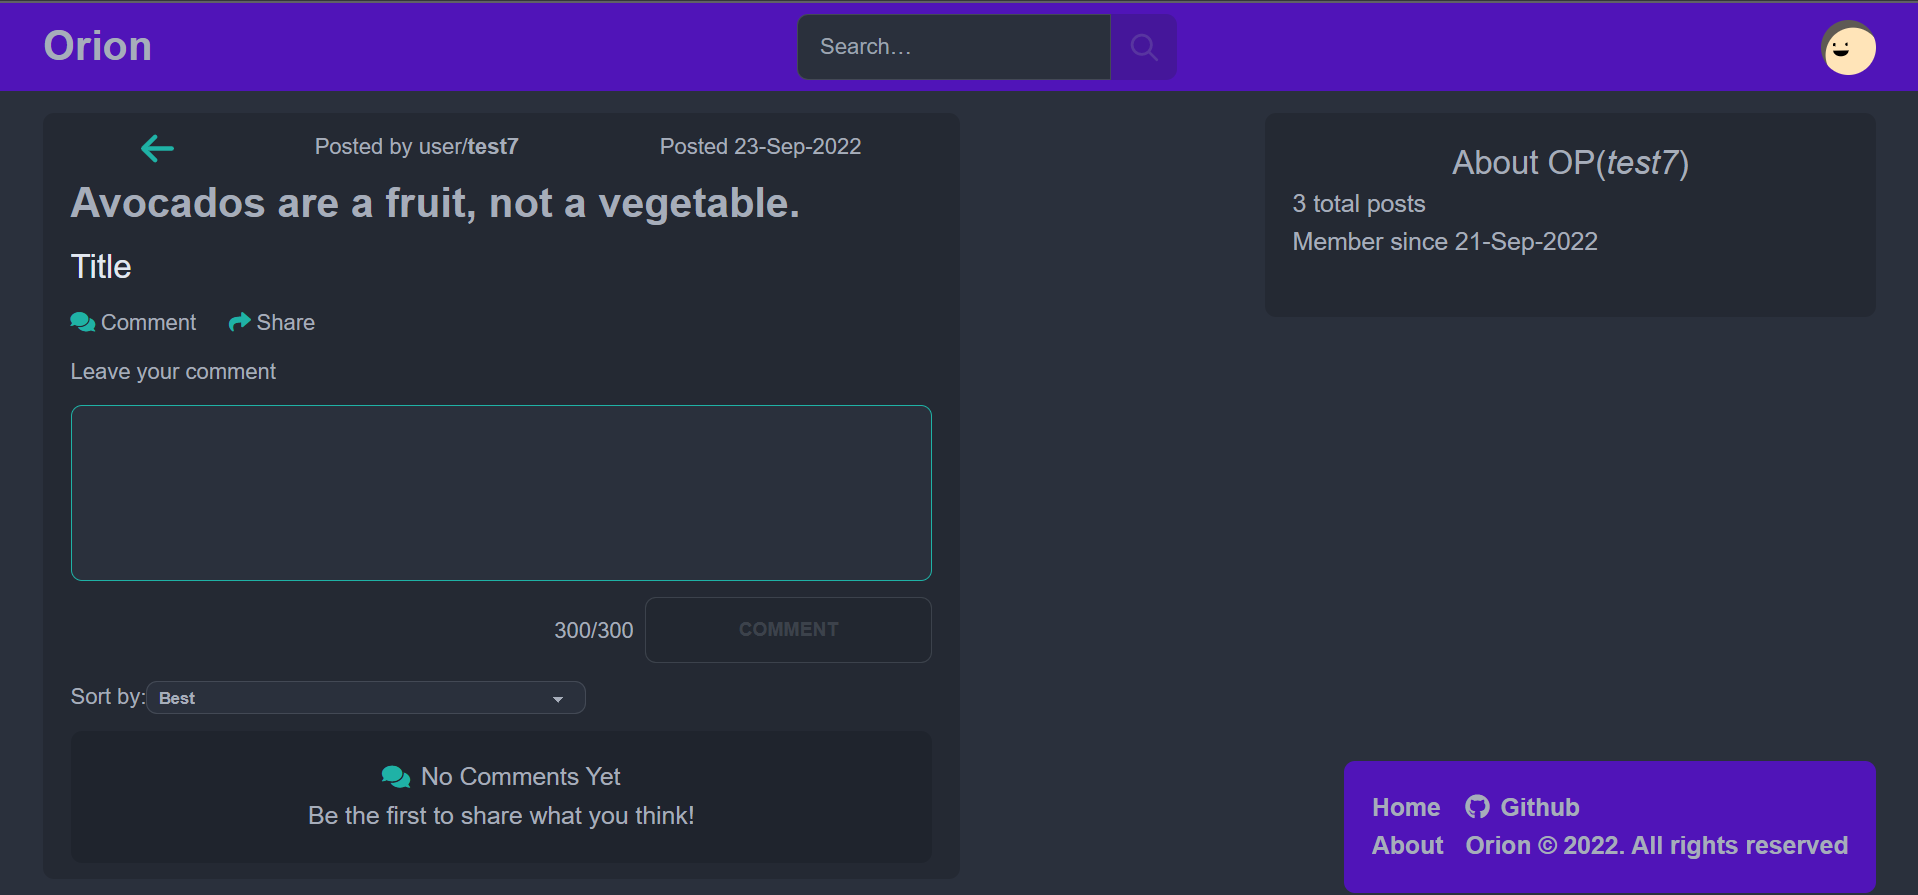 Orion
Search…
Posted by user/test7
Posted 23-Sep-2022
Avocados are a fruit, not a vegetable.
Title
Comment
Share
Leave your comment
300/300
COMMENT
Sort by:
Best
No Comments Yet
Be the first to share what you think!
About OP(test7)
3 total posts
Member since 21-Sep-2022
Home
Github
About
Orion © 2022. All rights reserved